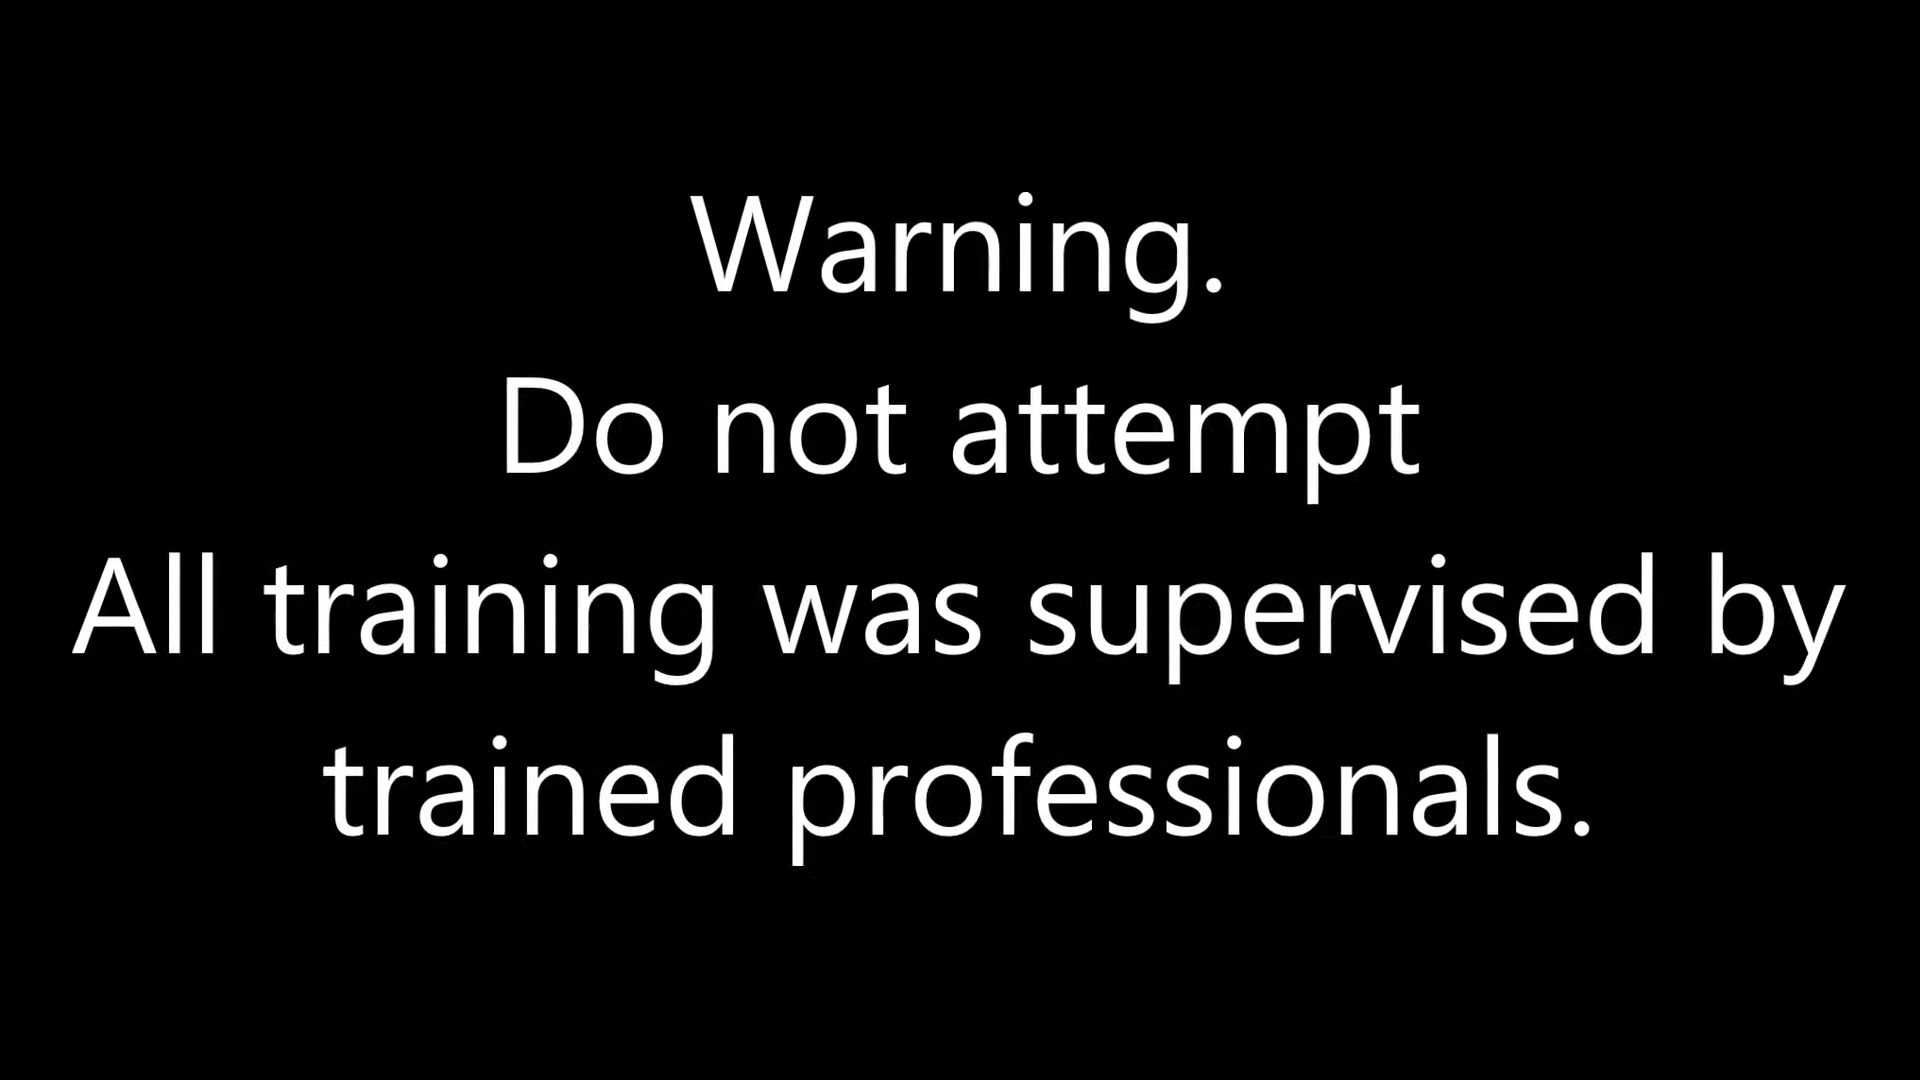 Warning.
Do not attempt
All training was supervised by
trained professionals.